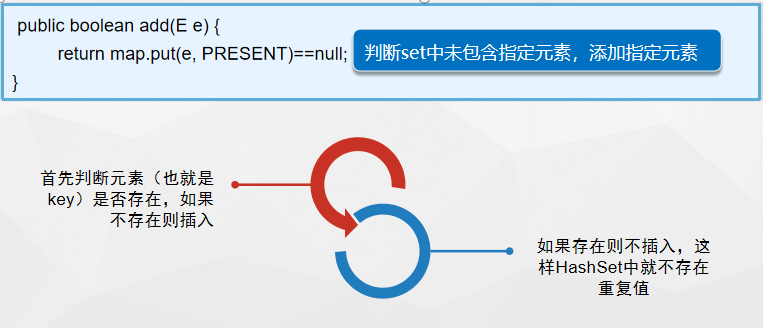 public boolean add(E e) {
return map.put(e, PRESENT)==null;
判断set中未包含指定元素，添加指定元素
}
首先判断元素（也就是
key）是否存在，如果
不存在则插入
如果存在则不插入，这
样HashSet中就不存在
重复值